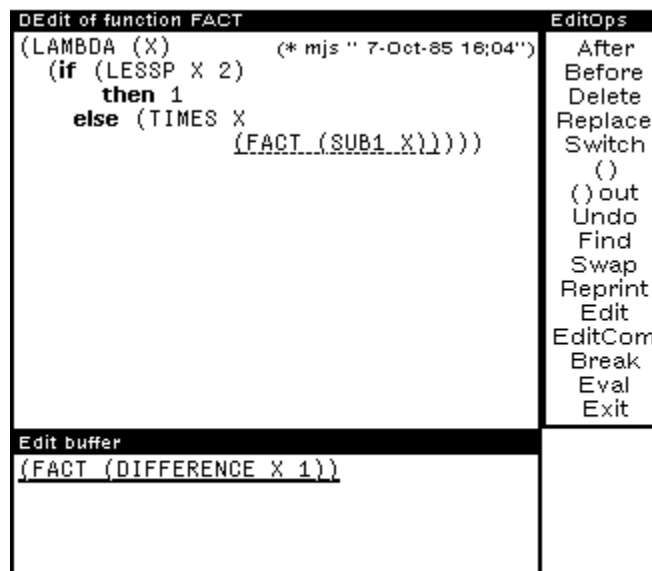 DEdit of function FACT
(LAMBDA (X) (* mjs " 7-Oct-85 16:04")
(if (LESSP X 2)
then 1
else (TIMES X
(FACT (SUB1 X)))))
EditOps
After
Before
Delete
Replace
Switch
()
() out
Undo
Find
Swap
Reprint
Edit
EditCom
Break
Eval
Exit
Edit buffer
(FACT (DIFFERENCE X 1))